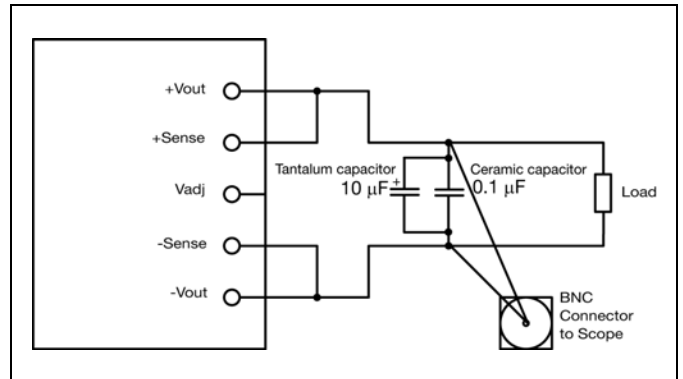 +Vout
+Sense
Vadj
-Sense
-Vout
Tantalum capacitor
10 µF
+
Ceramic capacitor
0.1 µF
Load
BNC
Connector
to Scope